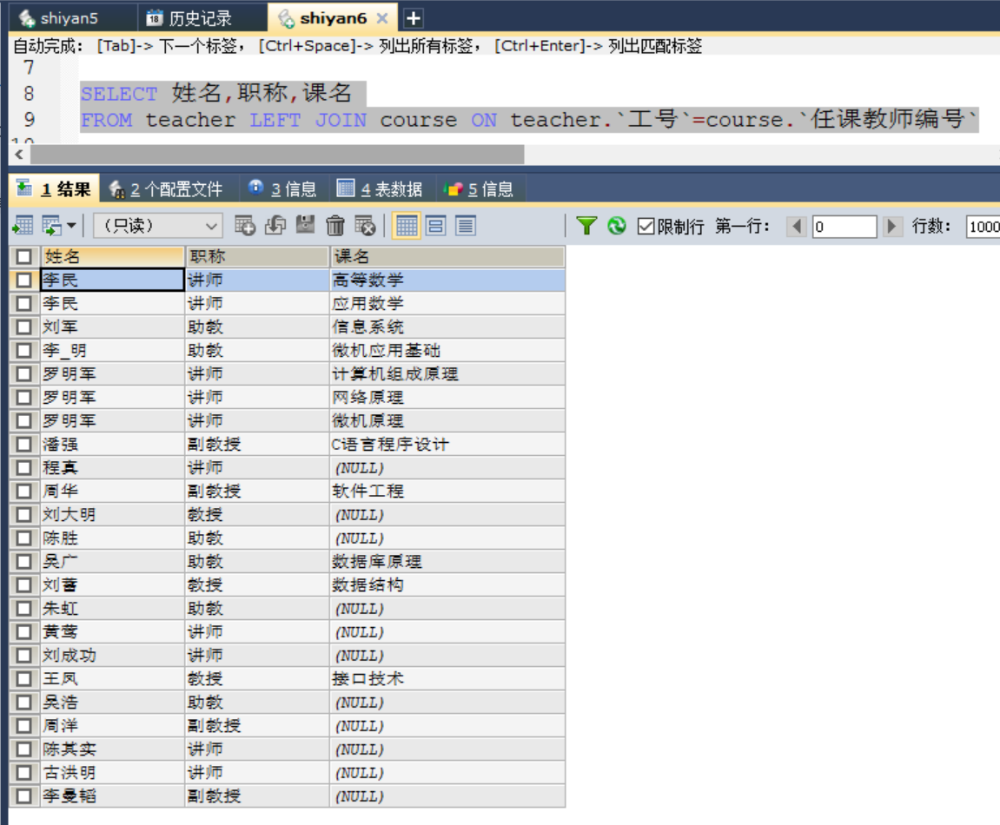 shiyan5 历史记录 shiyan6
自动完成: [Tab]-> 下一个标签, [Ctrl+Space]-> 列出所有标签, [Ctrl+Enter]-> 列出匹配标签
7
8 SELECT 姓名,职称,课名
9 FROM teacher LEFT JOIN course ON teacher.`工号`=course.`任课教师编号`
1 结果 2 个配置文件 3 信息 4 表数据 5 信息
(只读) 限制行 第一行: 0 行数: 1000
姓名 职称 课名
李民 讲师 高等数学
李民 讲师 应用数学
刘军 助教 信息系统
李_明 助教 微机应用基础
罗明军 讲师 计算机组成原理
罗明军 讲师 网络原理
罗明军 讲师 微机原理
潘强 副教授 C语言程序设计
程真 讲师 (NULL)
周华 副教授 软件工程
刘大明 教授 (NULL)
陈胜 助教 (NULL)
吴广 助教 数据库原理
刘蕾 教授 数据结构
朱虹 助教 (NULL)
黄莺 讲师 (NULL)
刘成功 讲师 (NULL)
王凤 教授 接口技术
吴浩 助教 (NULL)
周洋 副教授 (NULL)
陈其实 讲师 (NULL)
古洪明 讲师 (NULL)
李曼韬 副教授 (NULL)